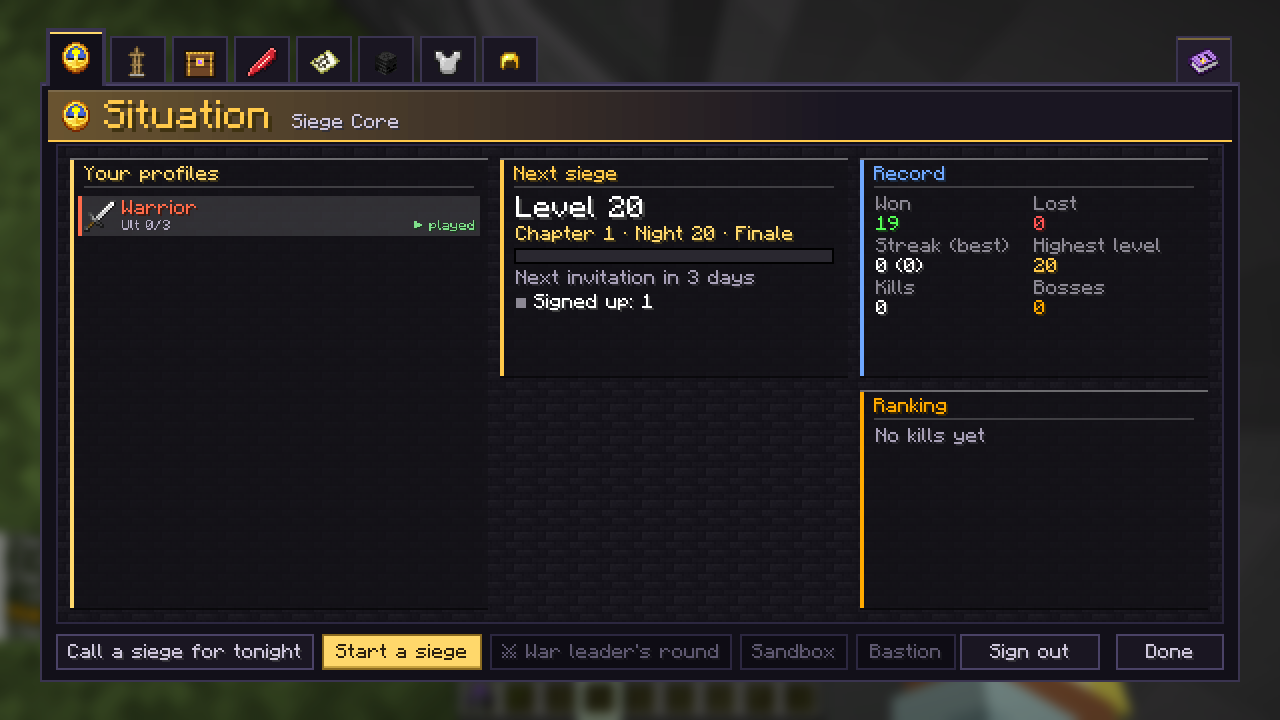 Situation
Siege Core
Your profiles
Warrior
Ult 0/3
▶ played
Next siege
Level 20
Chapter 1 · Night 20 · Finale
Next invitation in 3 days
Signed up: 1
Record
Won
Lost
19
0
Streak (best)
Highest level
0 (0)
20
Kills
Bosses
0
0
Ranking
No kills yet
Call a siege for tonight
Start a siege
⚔ War leader's round
Sandbox
Bastion
Sign out
Done